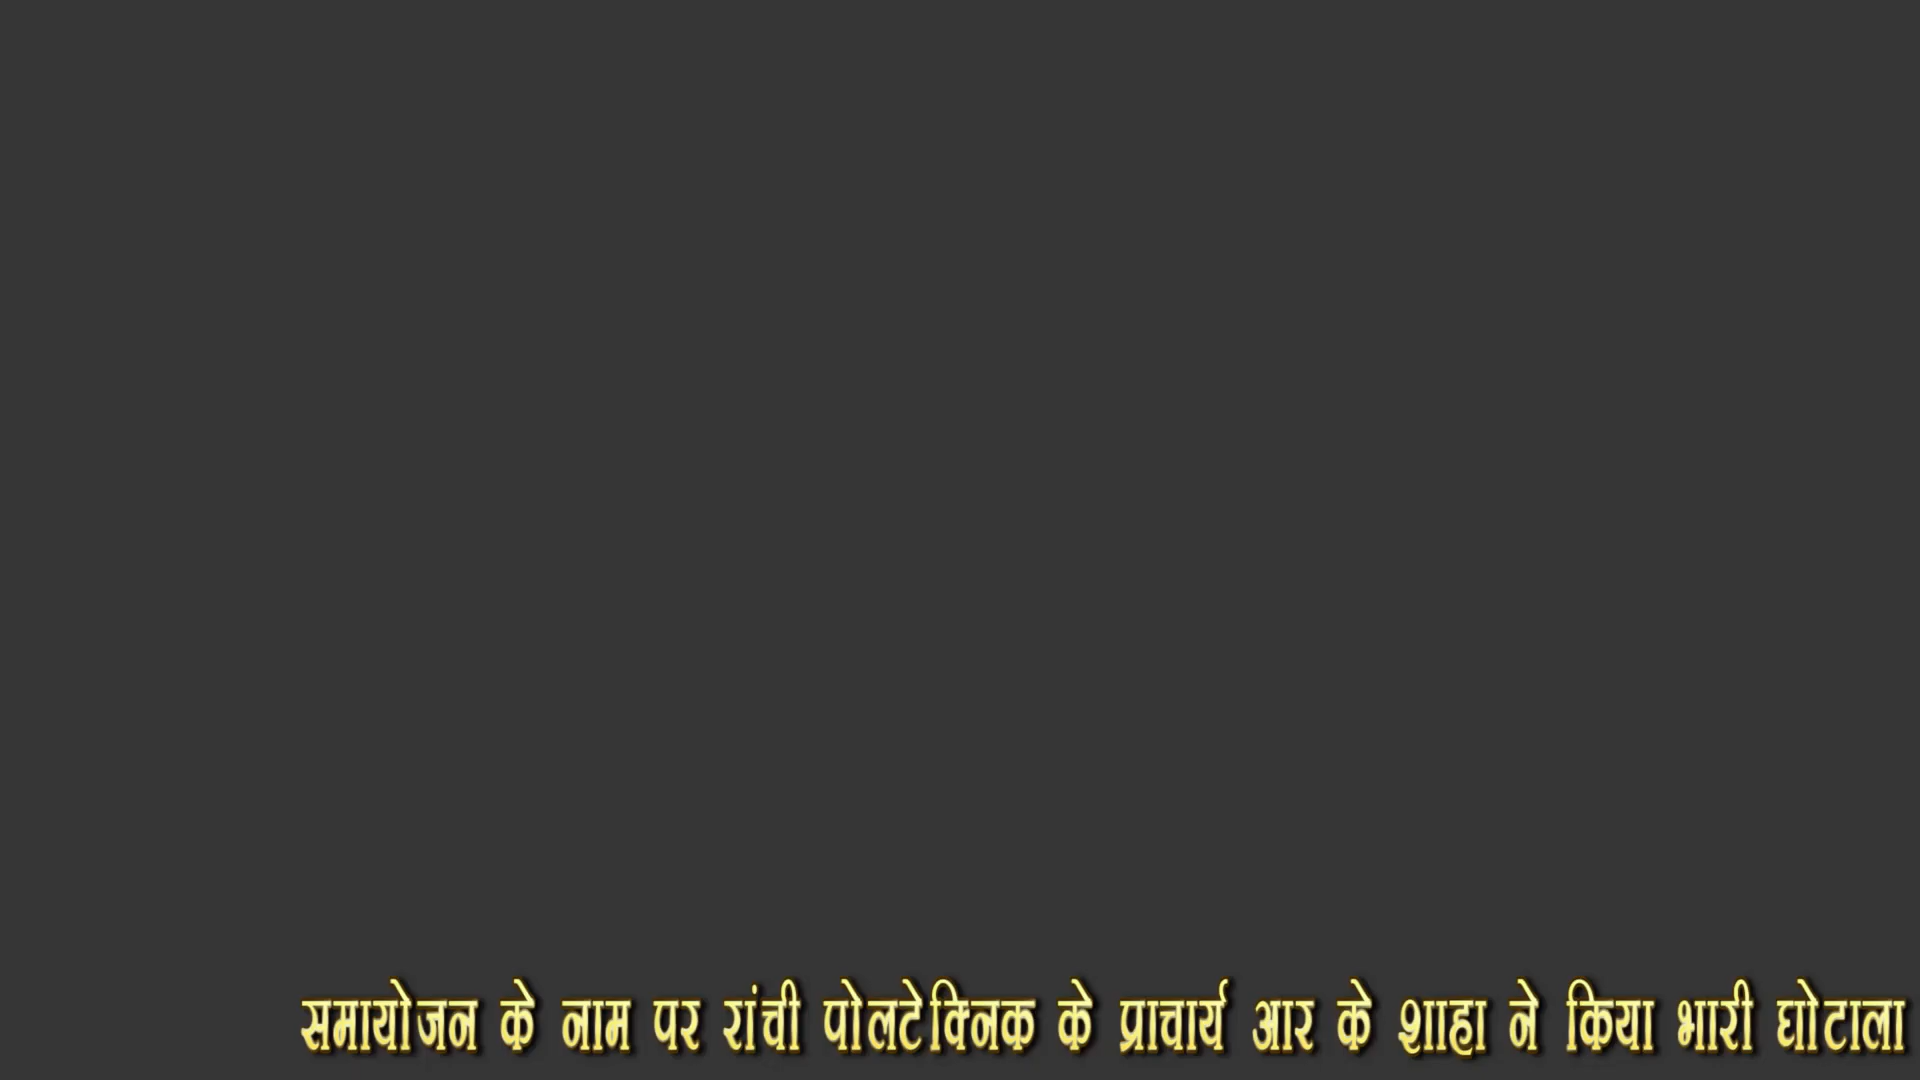 समायोजन के नाम पर रांची पोलटेक्निक के प्राचार्य आर के शाहा ने किया भारी घोटाला